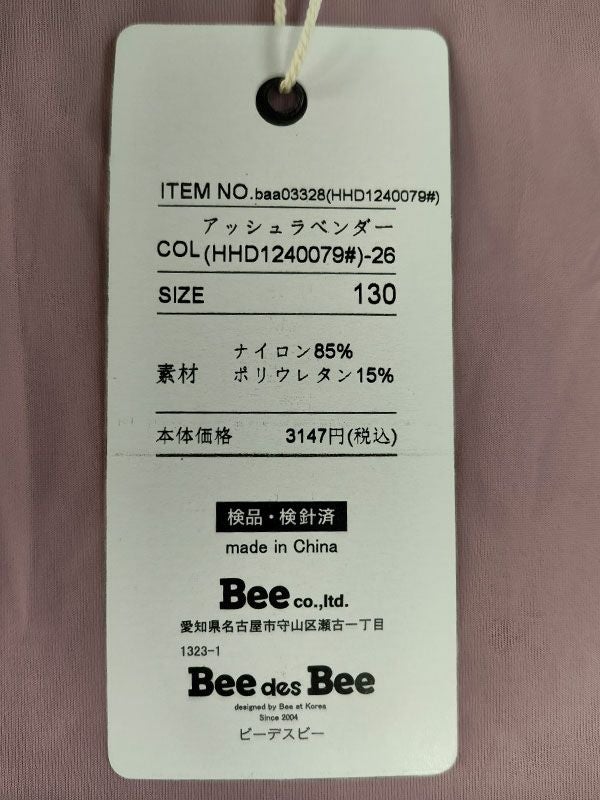 ITEM NO.baa03328(HHD1240079#)
アッシュラベンダー
COL(HHD1240079#)-26
SIZE 130
ナイロン85%
素材 ポリウレタン15%
本体価格 3147円(税込)
検品・検針済
made in China
Bee co.,ltd.
愛知県名古屋市守山区瀬古一丁目
1323-1
Bee des Bee
designed by Bee at Korea
Since 2004
ビーデスビー